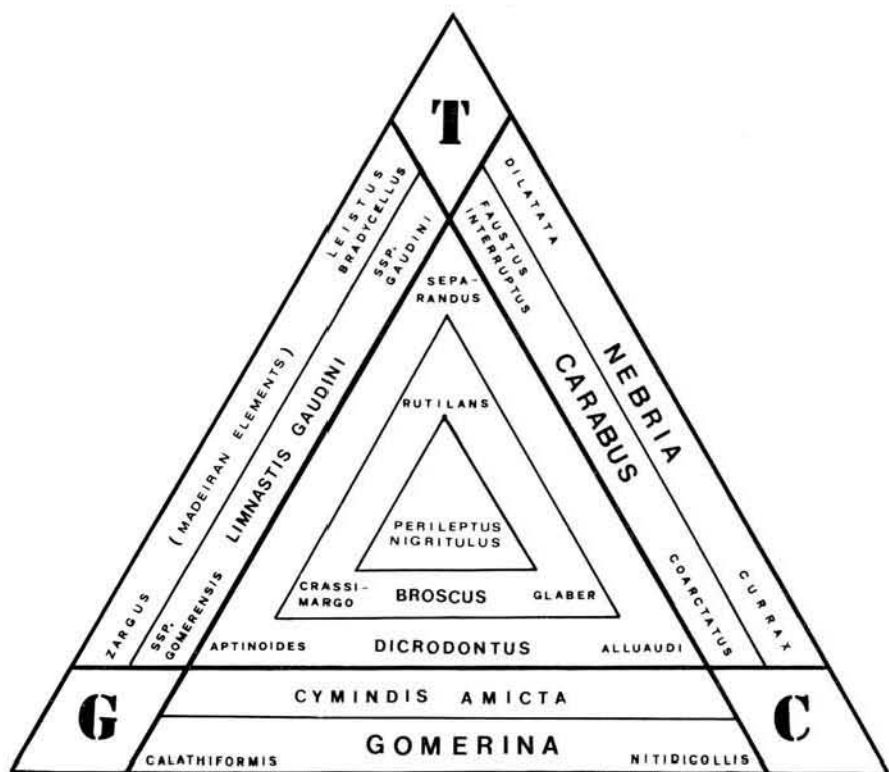 T
DILATATA
LEISTUS
BRADYCELLUS
SSP.
GAUDINI
FAUSTUS
INTERRUPTUS
SEPA-
RANDUS
NEBRIA
CARABUS
(MADEIRAN ELEMENTS)
LIMNASTIS GAUDINI
RUTILANS
PERILEPTUS
NIGRITULUS
ZARGUS
SSP.
GOMERENSIS
CRASSI-
MARGO
BROSCUS
GLABER
COARCTATUS
CURRAX
APTINOIDES
DICRODONTUS
ALLUAUDI
G
CYMINDIS AMICTA
C
CALATHIFORMIS
GOMERINA
NITIDICOLLIS